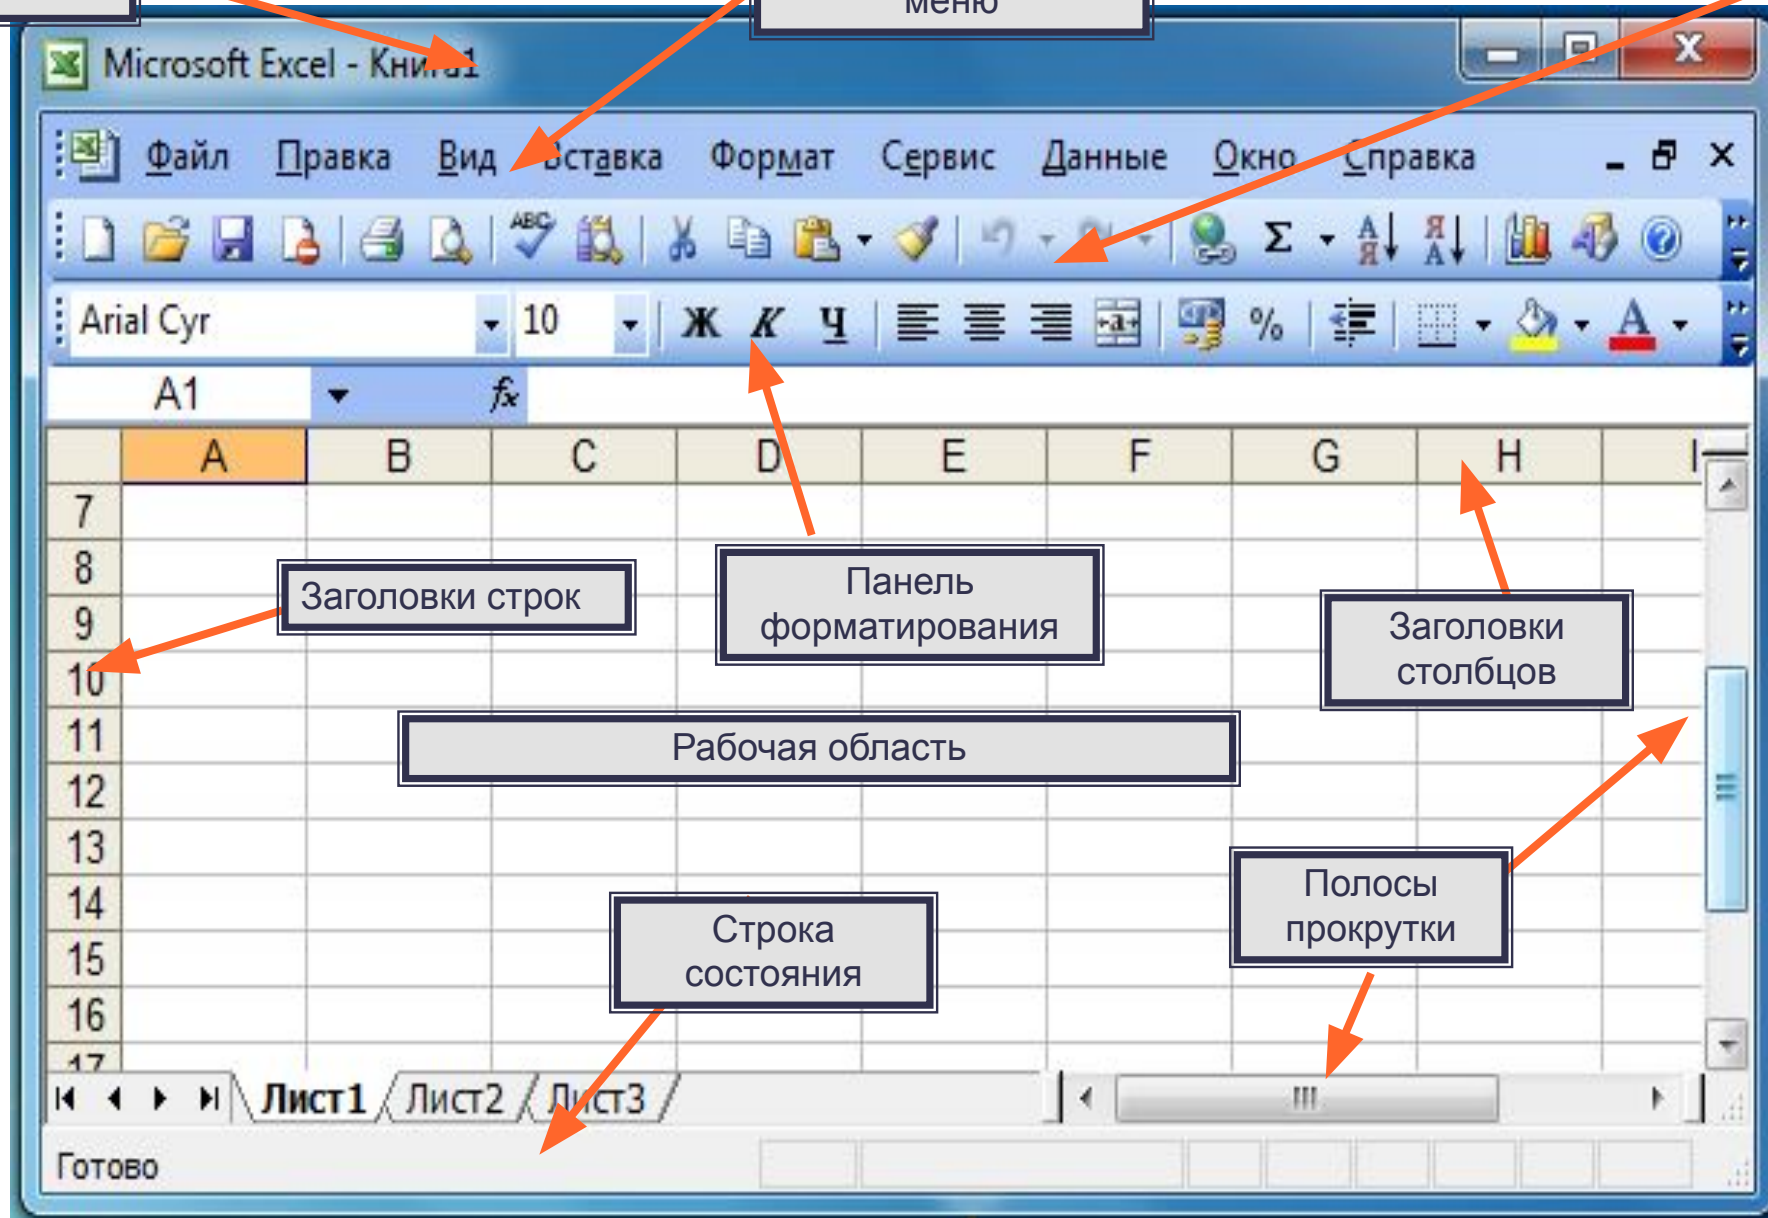 меню
Microsoft Excel - Книга1
Файл Правка Вид Вставка Формат Сервис Данные Окно Справка
Arial Cyr 10 Ж К Ч %
A1 fx
A B C D E F G H I
7
8
Заголовки строк
Панель
форматирования
9
Заголовки
столбцов
10
11
Рабочая область
12
13
14
Полосы
прокрутки
Строка
состояния
15
16
17
Лист1 Лист2 Лист3
Готово